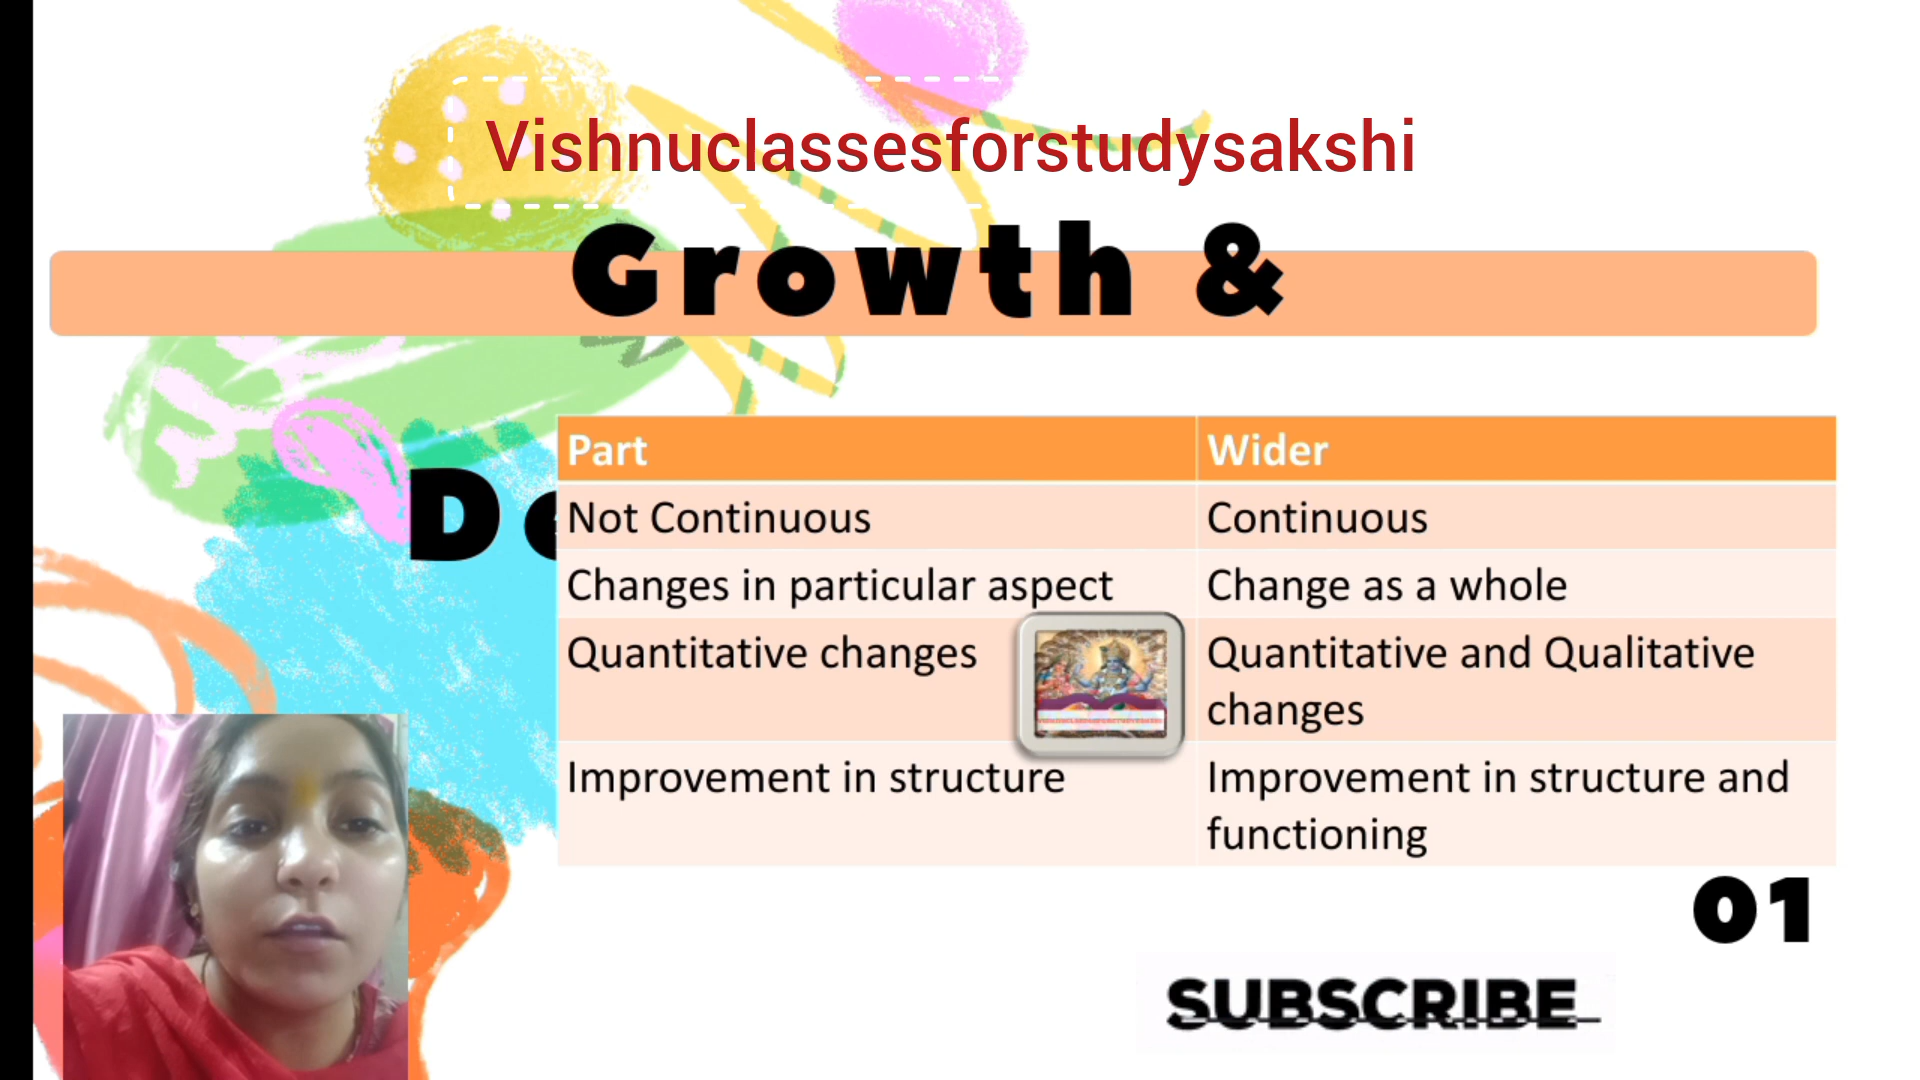 Vishnuclassesforstudysakshi
Growth &
De
Part Wider
Not Continuous Continuous
Changes in particular aspect Change as a whole
Quantitative changes Quantitative and Qualitative
changes
Improvement in structure Improvement in structure and
functioning
01
SUBSCRIBE